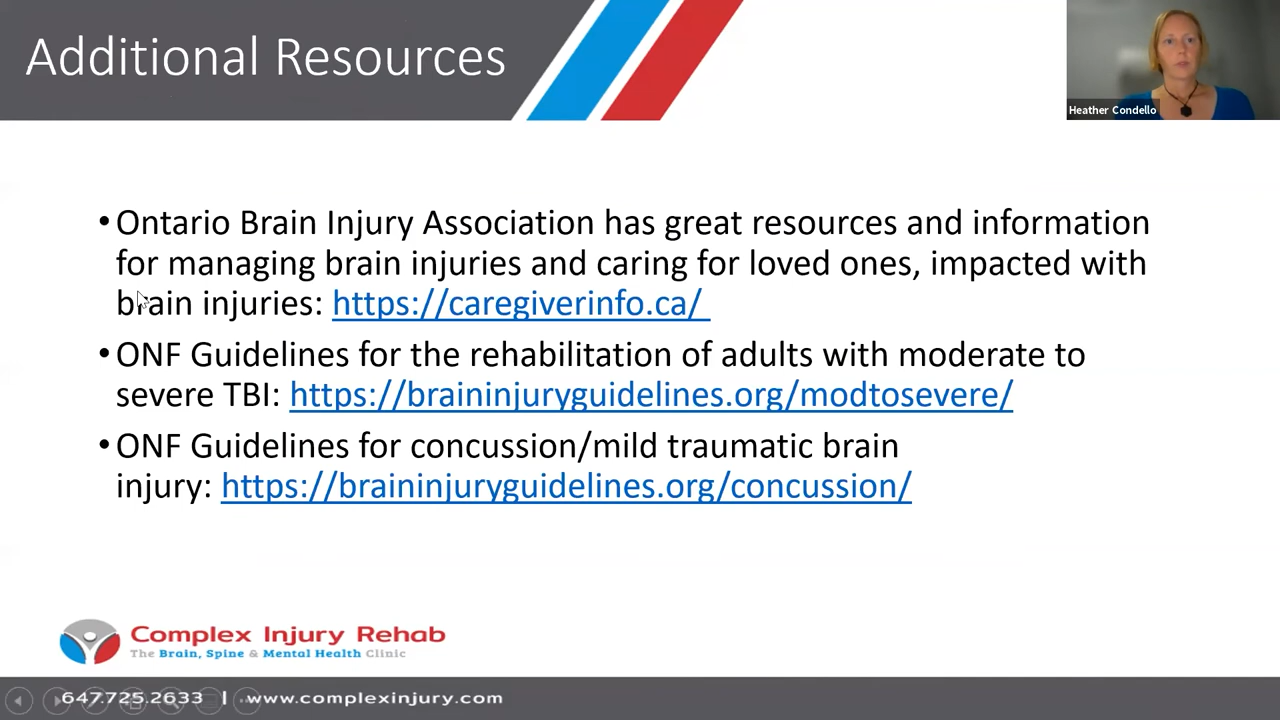 Additional Resources
Heather Condello
• Ontario Brain Injury Association has great resources and information
for managing brain injuries and caring for loved ones, impacted with
brain injuries: https://caregiverinfo.ca/
• ONF Guidelines for the rehabilitation of adults with moderate to
severe TBI: https://braininjuryguidelines.org/modtosevere/
• ONF Guidelines for concussion/mild traumatic brain
injury: https://braininjuryguidelines.org/concussion/
Complex Injury Rehab
The Brain, Spine & Mental Health Clinic
647.725.2633 | www.complexinjury.com